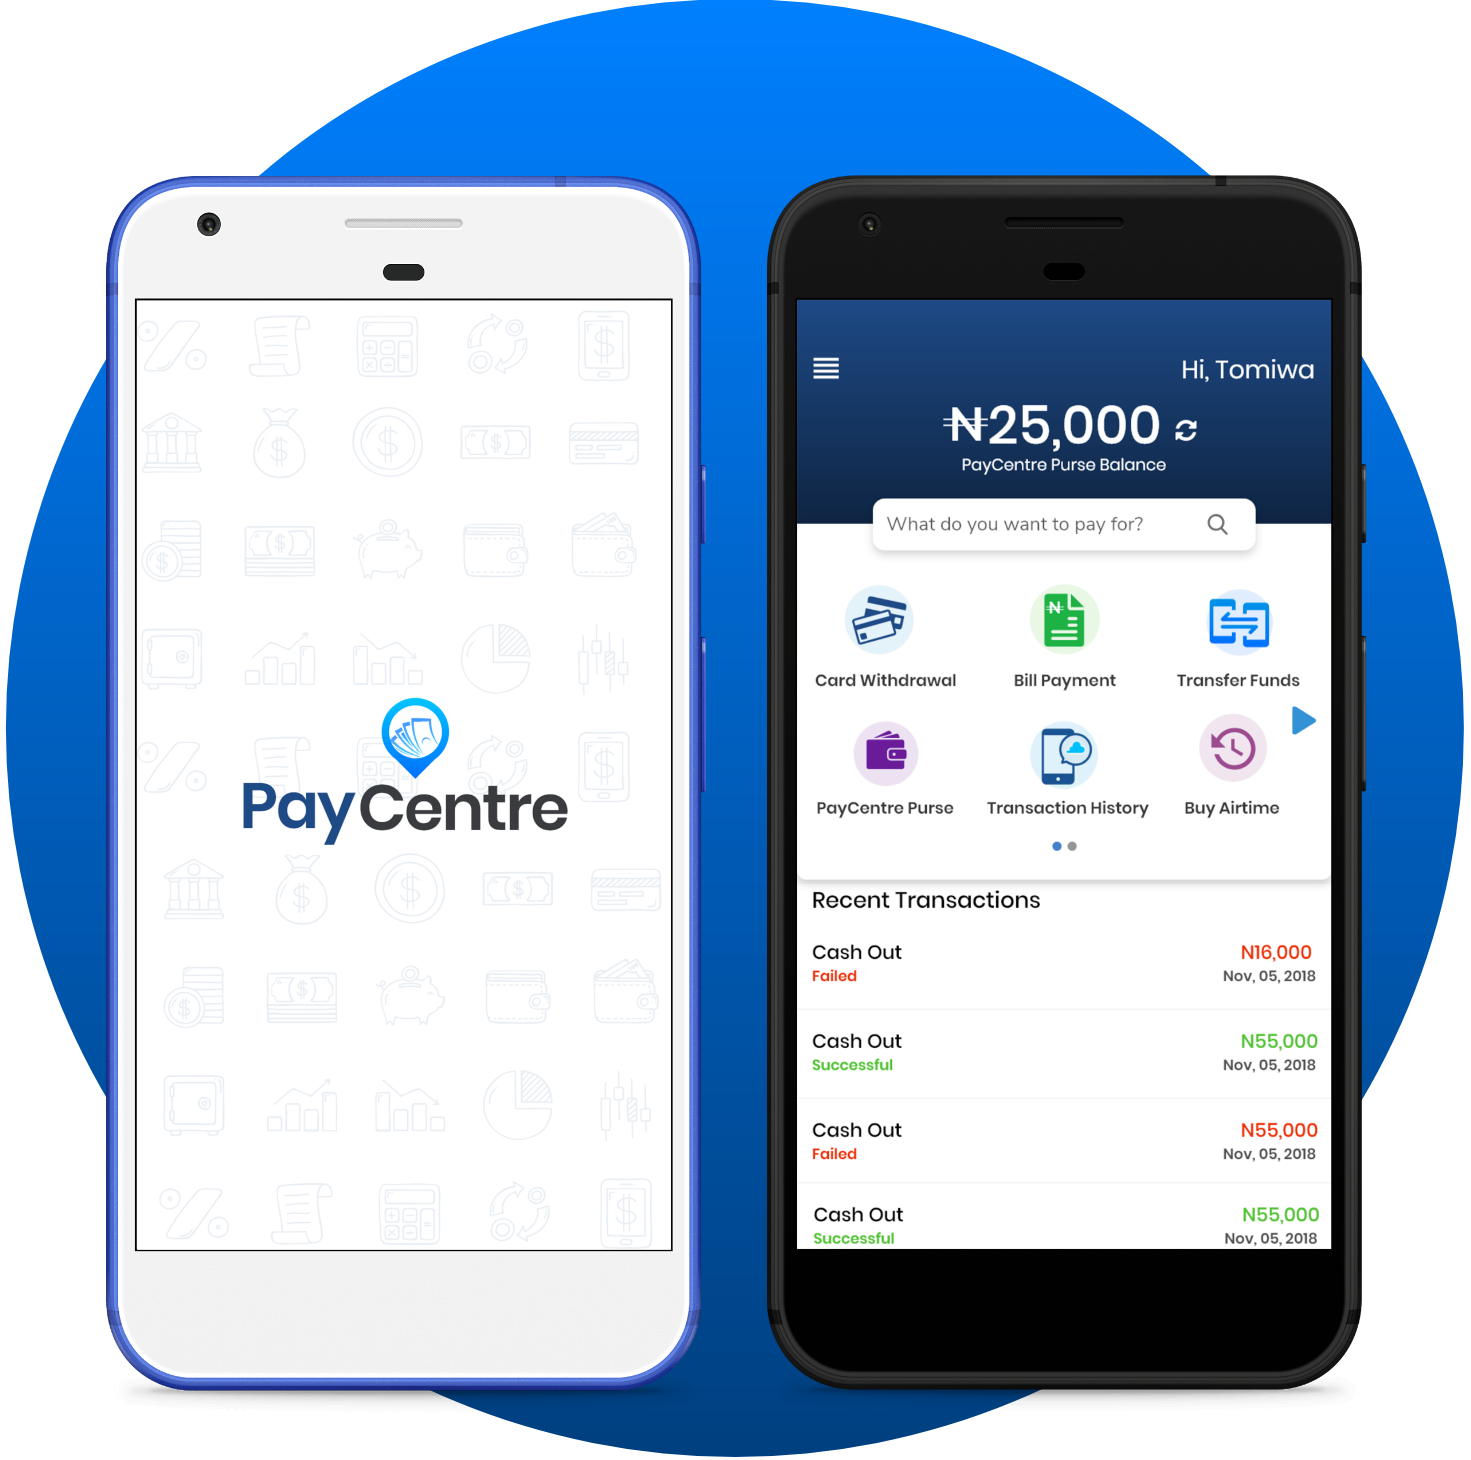 PayCentre
Hi, Tomiwa
₦25,000
PayCentre Purse Balance
What do you want to pay for?
N
Card Withdrawal
Bill Payment
Transfer Funds
PayCentre Purse
Transaction History
Buy Airtime
Recent Transactions
Cash Out N16,000
Failed Nov, 05, 2018
Cash Out N55,000
Successful Nov, 05, 2018
Cash Out N55,000
Failed Nov, 05, 2018
Cash Out N55,000
Successful Nov, 05, 2018